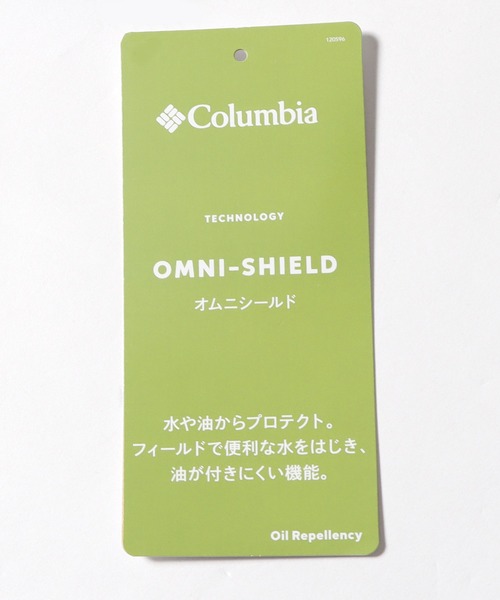 120596
Columbia
TECHNOLOGY
OMNI-SHIELD
オムニシールド
水や油からプロテクト。
フィールドで便利な水をはじき、
油が付きにくい機能。
Oil Repellency